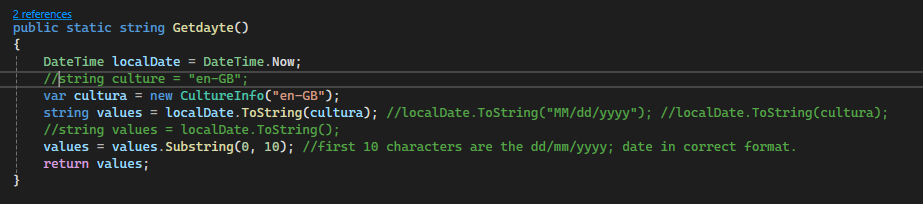 2 references
public static string Getdayte()
{
DateTime localDate = DateTime.Now;
//string culture = "en-GB";
var cultura = new CultureInfo("en-GB");
string values = localDate.ToString(cultura); //localDate.ToString("MM/dd/yyyy"); //localDate.ToString(cultura);
//string values = localDate.ToString();
values = values.Substring(0, 10); //first 10 characters are the dd/mm/yyyy; date in correct format.
return values;
}